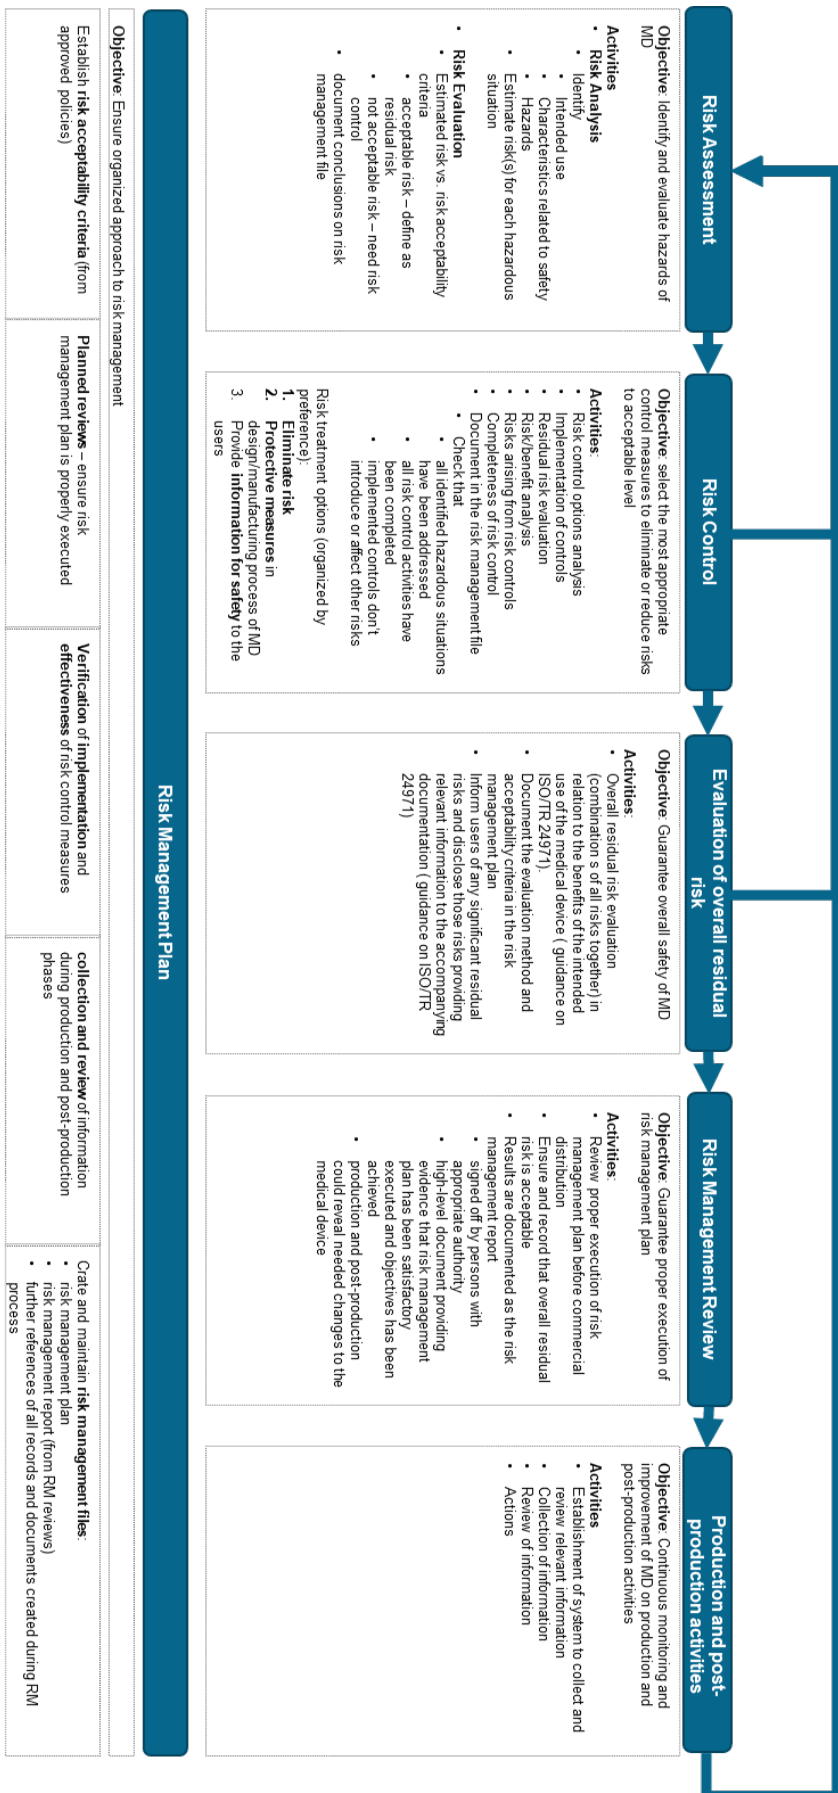 Risk Assessment
Objective: Identify and evaluate hazards of
MD
Activities
• Risk Analysis
• Identify
• Intended use
• Characteristics related to safety
• Hazards
• Estimate risk(s) for each hazardous
situation
• Risk Evaluation
• Estimated risk vs. risk acceptability
criteria
• acceptable risk – define as
residual risk
• not acceptable risk – need risk
control
• document conclusions on risk
management file
Risk Control
Objective: select the most appropriate
control measures to eliminate or reduce risks
to acceptable level
Activities:
• Risk control options analysis
• Implementation of controls
• Residual risk evaluation
• Risk/benefit analysis
• Risks arising from risk controls
• Completeness of risk control
• Document in the risk management file
• Check that
• all identified hazardous situations
have been addressed
• all risk control activities have
been completed
• implemented controls don't
introduce or affect other risks
Risk treatment options (organized by
preference):
1. Eliminate risk
2. Protective measures in
design/manufacturing process of MD
3. Provide information for safety to the
users
Evaluation of overall residual
risk
Objective: Guarantee overall safety of MD
Activities:
• Overall residual risk evaluation
(combination s of all risks together) in
relation to the benefits of the intended
use of the medical device ( guidance on
ISO/TR 24971).
• Document the evaluation method and
acceptability criteria in the risk
management plan
• Inform users of any significant residual
risks and disclose those risks providing
relevant information to the accompanying
documentation ( guidance on ISO/TR
24971)
Risk Management Review
Objective: Guarantee proper execution of
risk management plan
Activities:
• Review proper execution of risk
management plan before commercial
distribution
• Ensure and record that overall residual
risk is acceptable
• Results are documented as the risk
management report
• signed off by persons with
appropriate authority
• high-level document providing
evidence that risk management
plan has been satisfactory
executed and objectives has been
achieved
• production and post-production
could reveal needed changes to the
medical device
Production and post-
production activities
Objective: Continuous monitoring and
improvement of MD on production and
post-production activities
Activities
• Establishment of system to collect and
review relevant information
• Collection of information
• Review of information
• Actions
Risk Management Plan
Objective: Ensure organized approach to risk management
Establish risk acceptability criteria (from
approved policies)
Planned reviews – ensure risk
management plan is properly executed
Verification of implementation and
effectiveness of risk control measures
collection and review of information
during production and post-production
phases
Crate and maintain risk management files:
• risk management plan
• risk management report (from RM reviews)
• further references of all records and documents created during RM
process